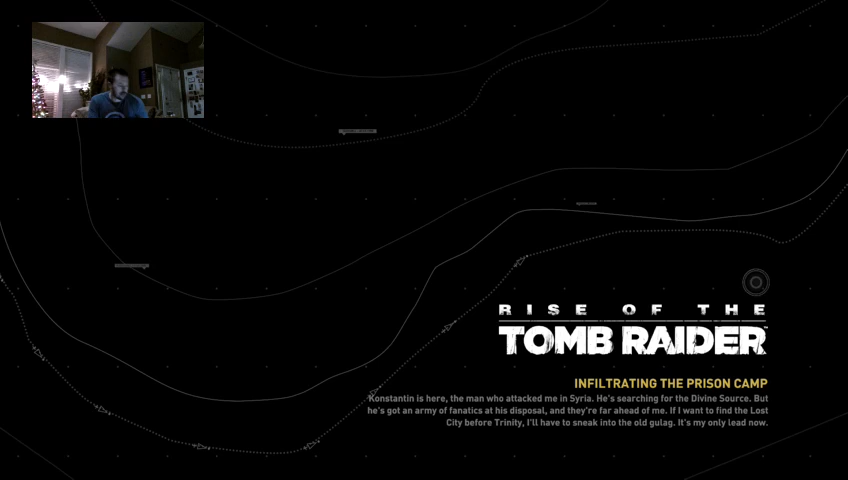 RISE OF THE
TOMB RAIDER
INFILTRATING THE PRISON CAMP
Konstantin is here, the man who attacked me in Syria. He's searching for the Divine Source. But
he's got an army of fanatics at his disposal, and they're far ahead of me. If I want to find the Lost
City before Trinity, I'll have to sneak into the old gulag. It's my only lead now.